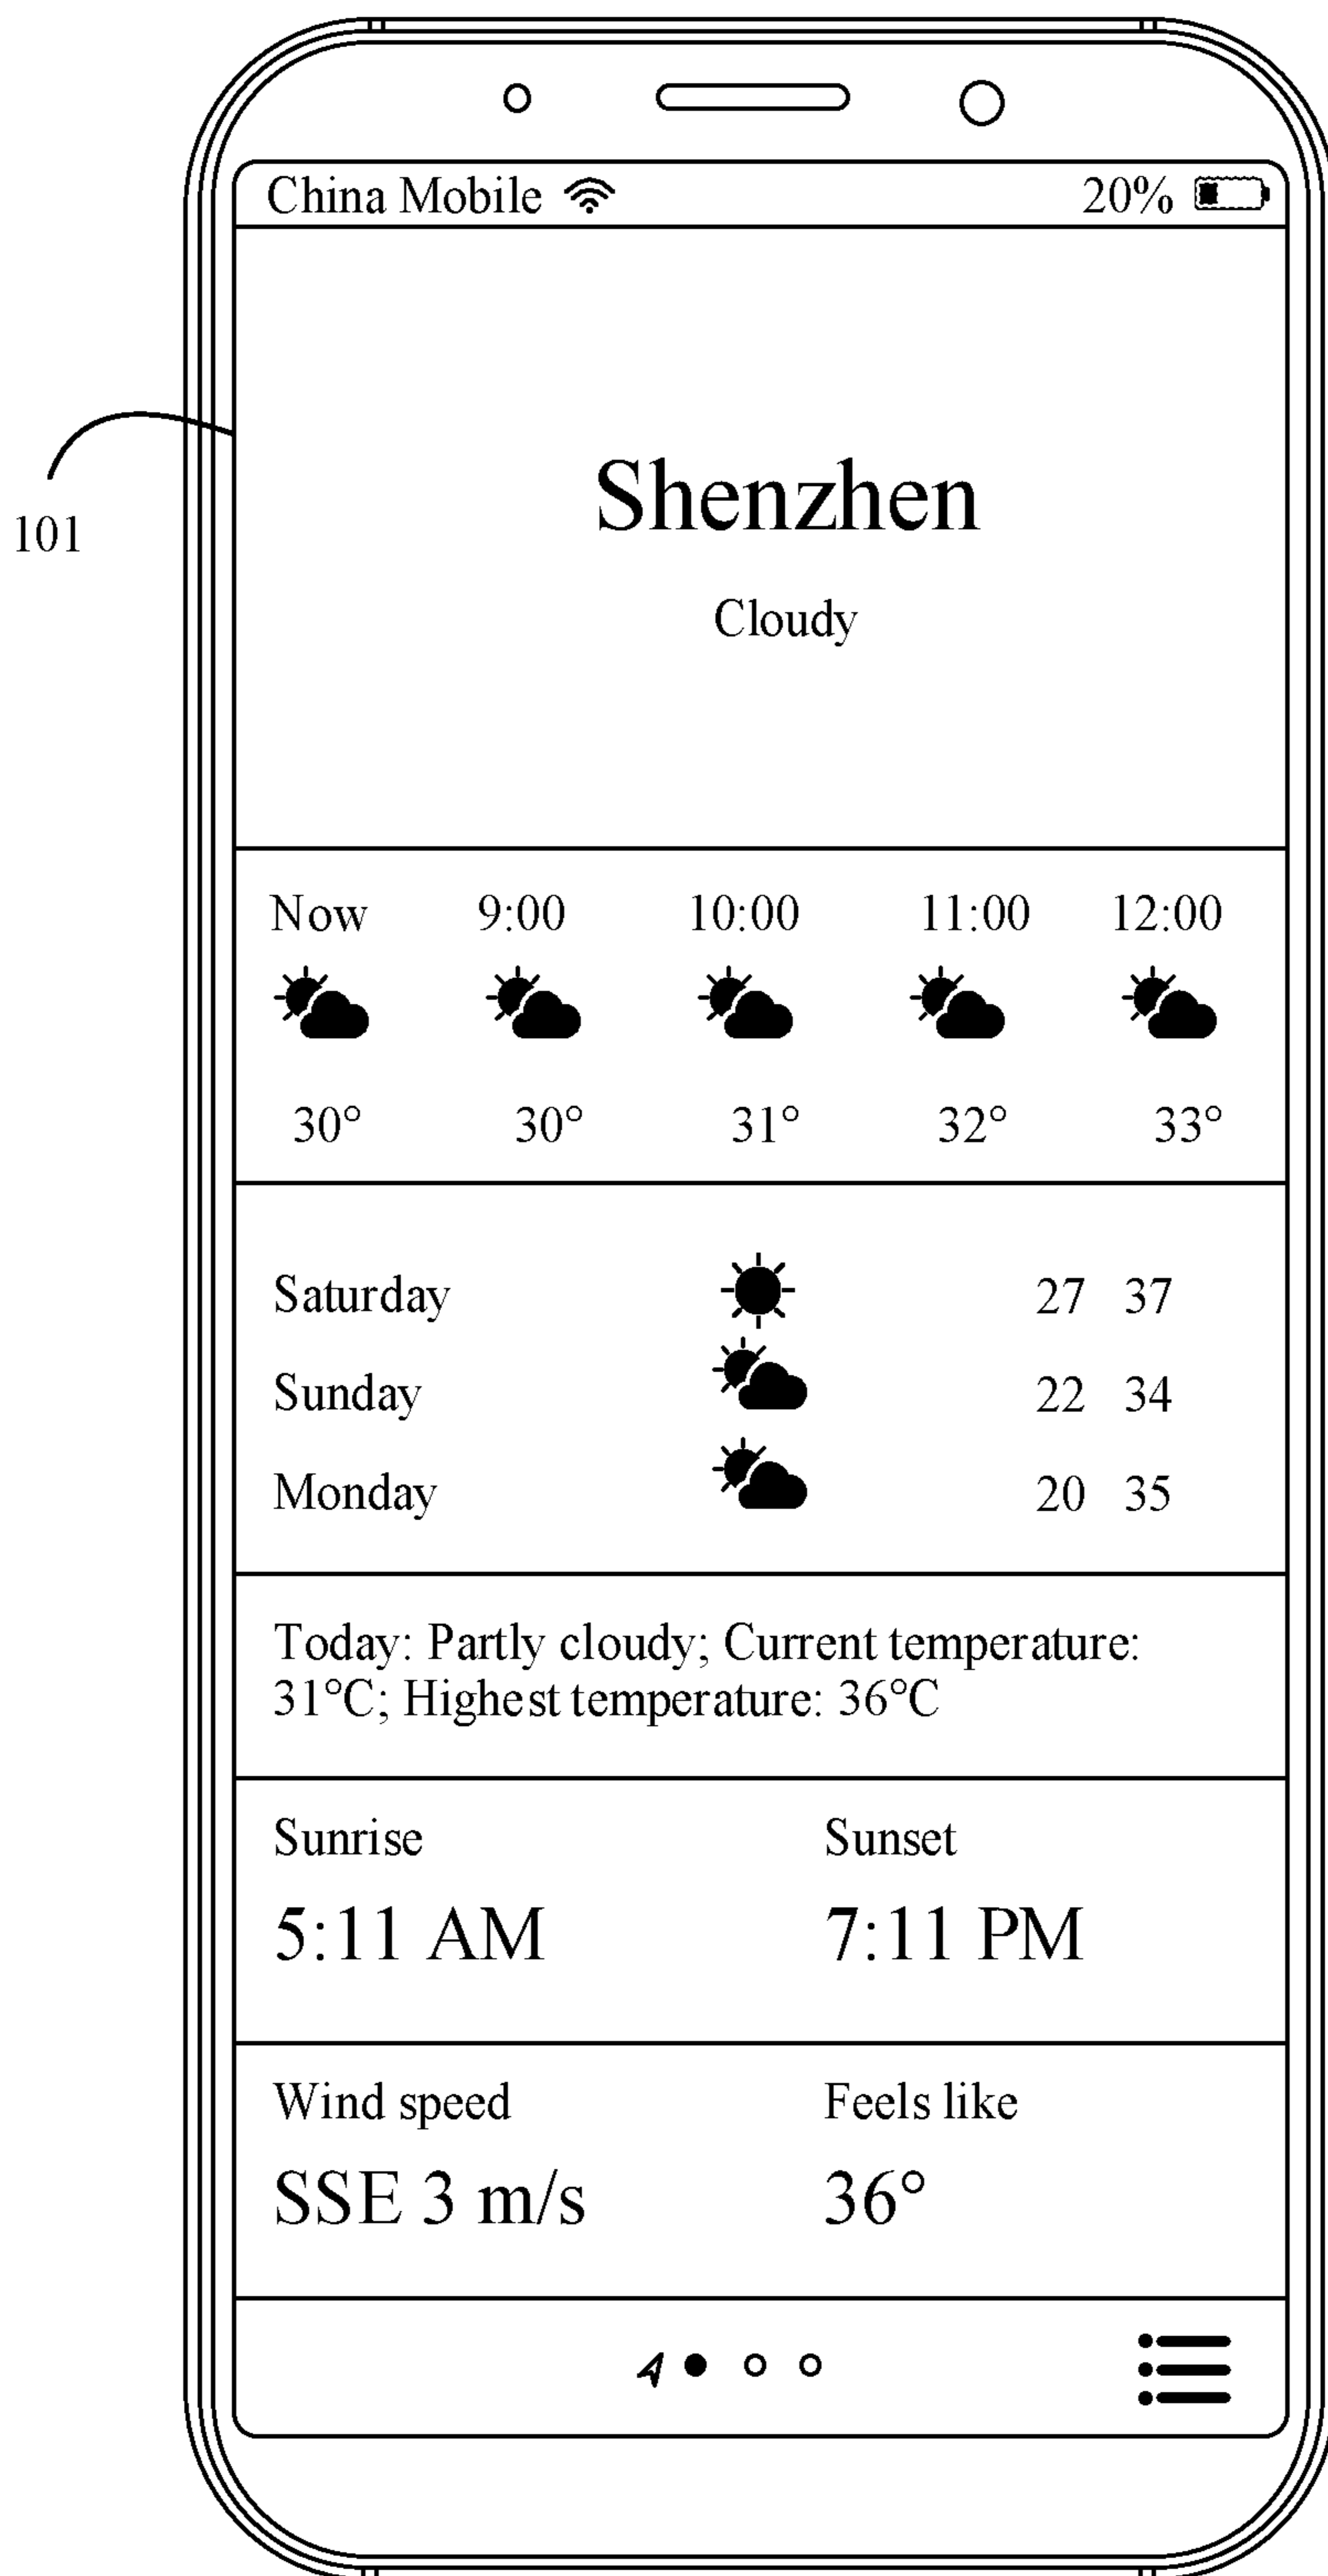 China Mobile 20%
101
Shenzhen
Cloudy
Now 9:00 10:00 11:00 12:00
30° 30° 31° 32° 33°
Saturday 27 37
Sunday 22 34
Monday 20 35
Today: Partly cloudy; Current temperature:
31°C; Highest temperature: 36°C
Sunrise Sunset
5:11 AM 7:11 PM
Wind speed Feels like
SSE 3 m/s 36°